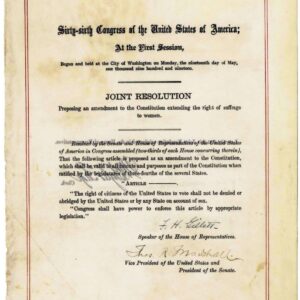 Sixty-sixth Congress of the United States of America;
At the First Session,
Begun and held at the City of Washington on Monday, the nineteenth day of May,
one thousand nine hundred and nineteen.
JOINT RESOLUTION
Proposing an amendment to the Constitution extending the right of suffrage
to women.
Resolved by the Senate and House of Representatives of the United States
of America in Congress assembled (two-thirds of each House concurring therein),
That the following article is proposed as an amendment to the Constitution,
which shall be valid to all intents and purposes as part of the Constitution when
ratified by the legislatures of three-fourths of the several States.
ARTICLE
"The right of citizens of the United States to vote shall not be denied or
abridged by the United States or by any State on account of sex.
"Congress shall have power to enforce this article by appropriate
legislation."
F. H. Gillett
Speaker of the House of Representatives.
Thos. R. Marshall
Vice President of the United States and
President of the Senate.